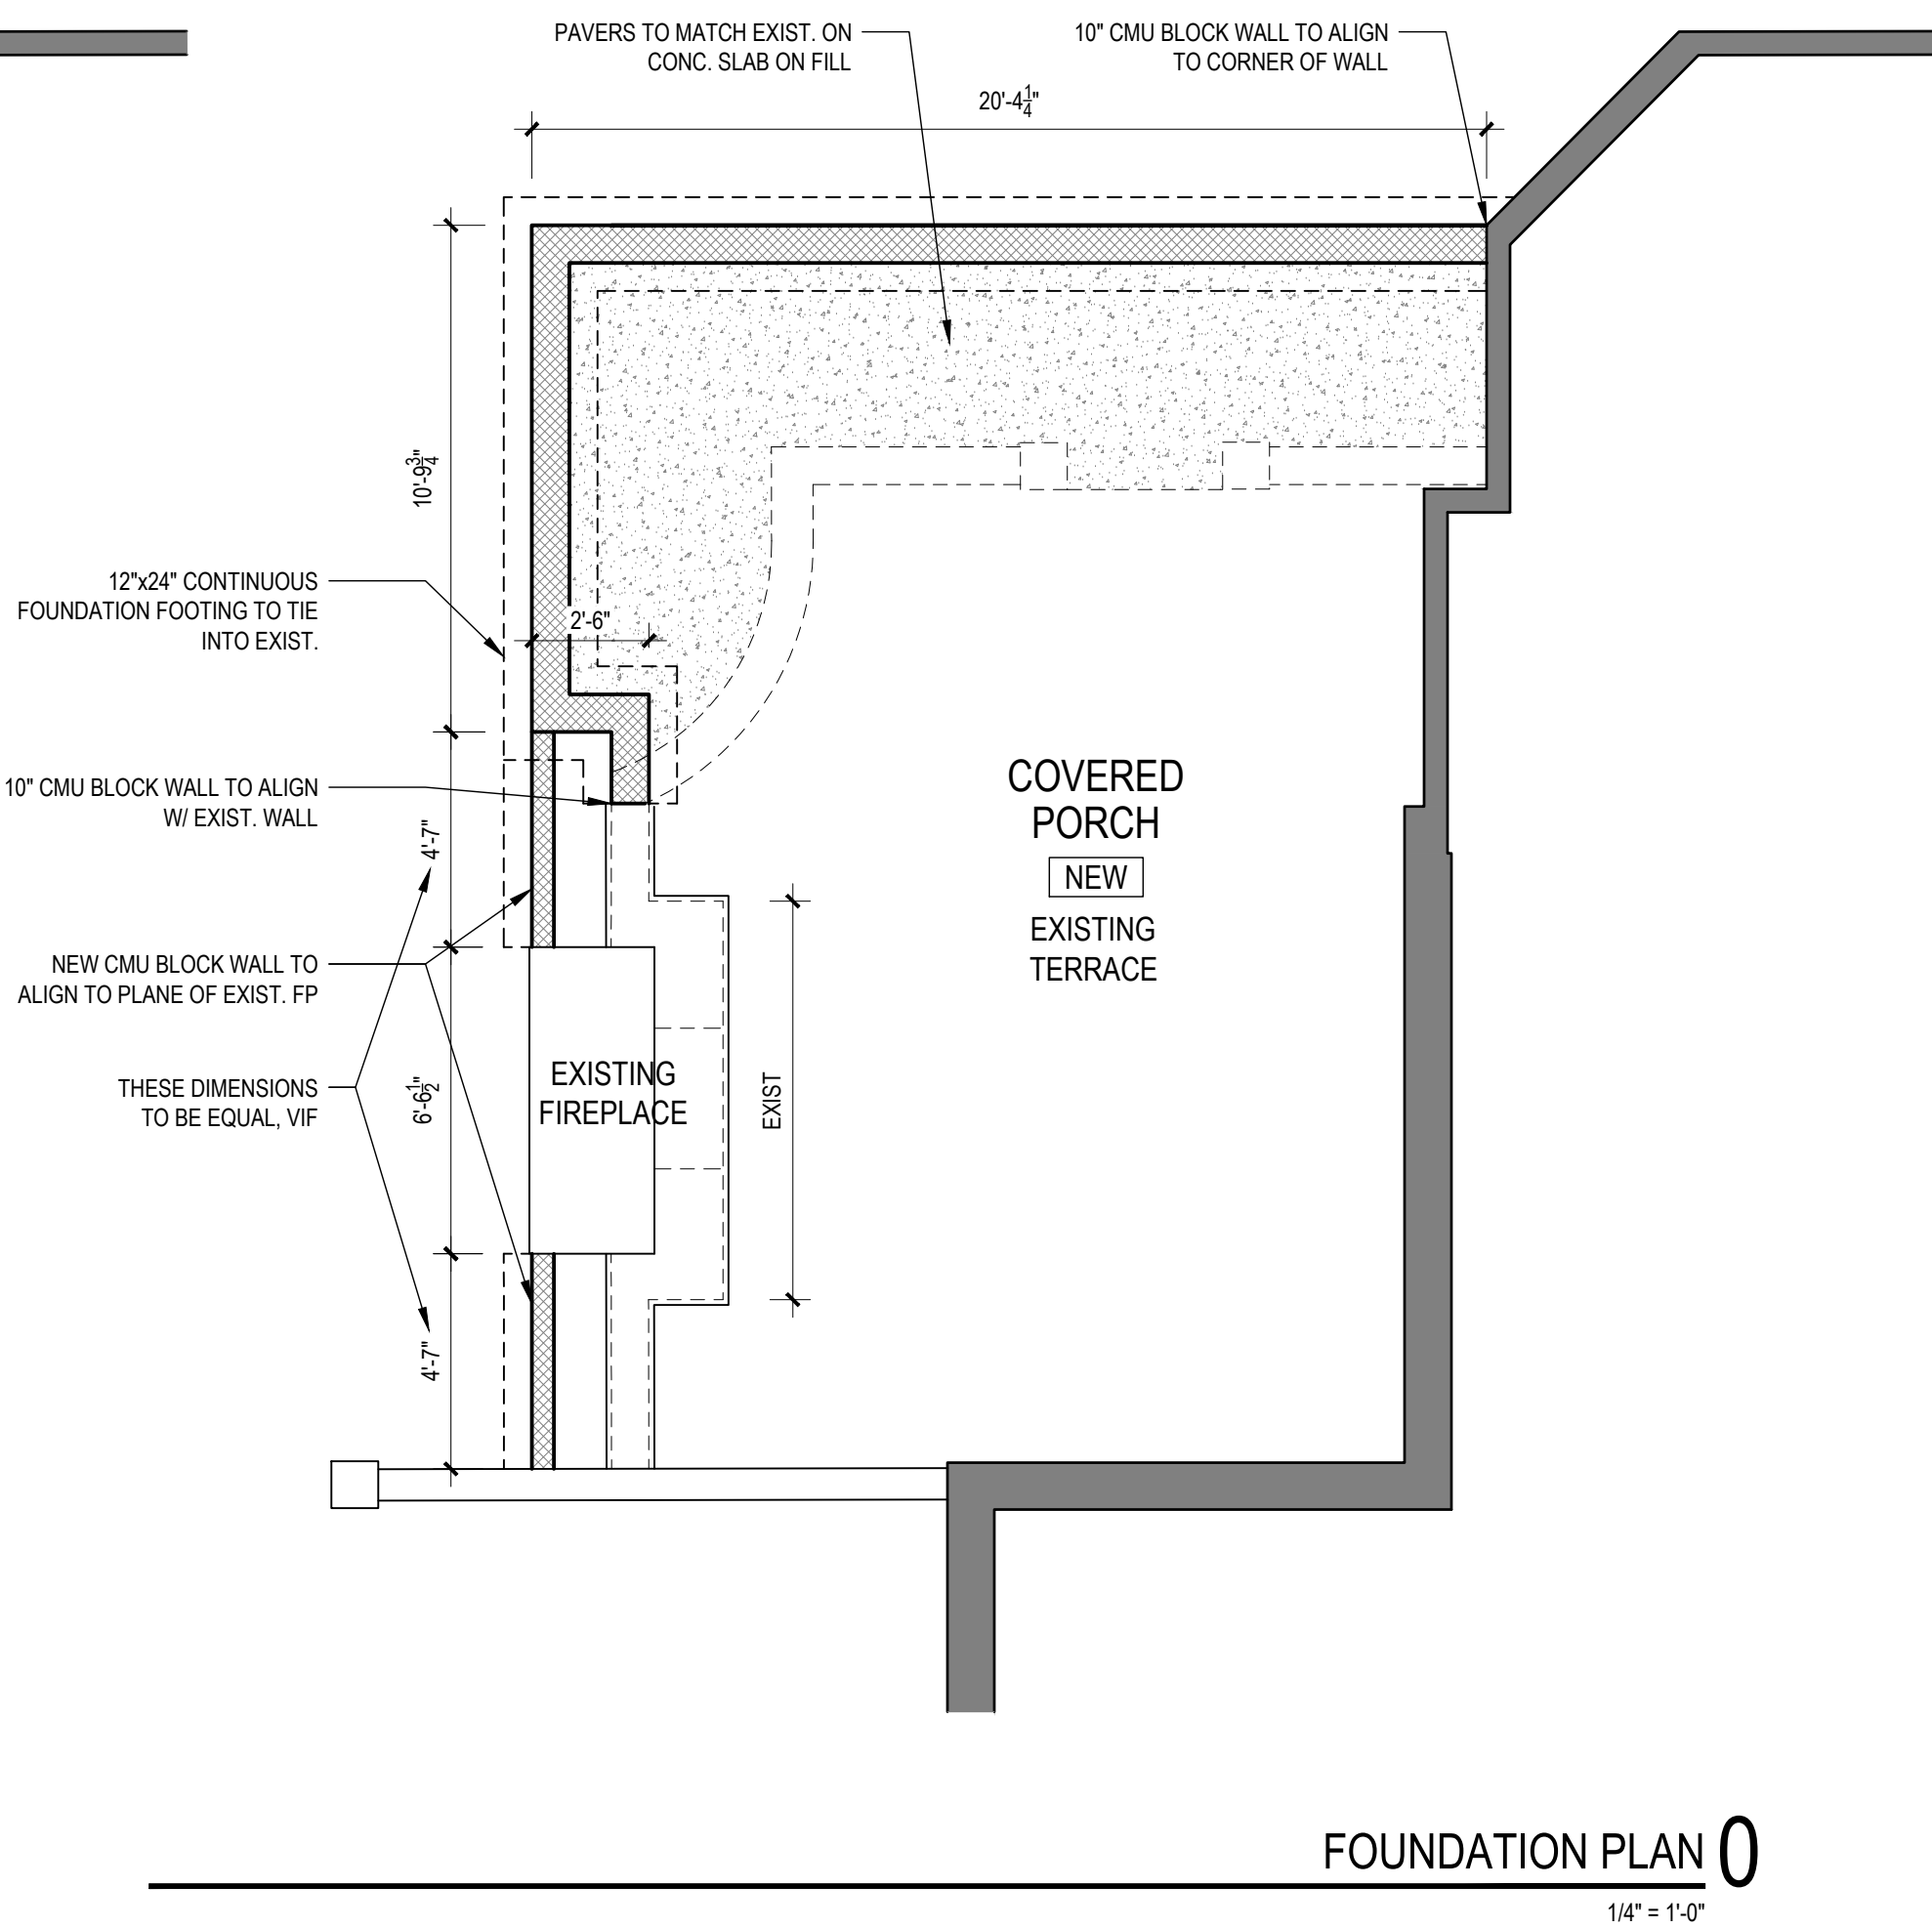 PAVERS TO MATCH EXIST. ON
CONC. SLAB ON FILL
10" CMU BLOCK WALL TO ALIGN
TO CORNER OF WALL
20'-4 1/4"
10'-9 3/4"
12"x24" CONTINUOUS
FOUNDATION FOOTING TO TIE
INTO EXIST.
2'-6"
10" CMU BLOCK WALL TO ALIGN
W/ EXIST. WALL
4'-7"
COVERED
PORCH
NEW
EXISTING
TERRACE
NEW CMU BLOCK WALL TO
ALIGN TO PLANE OF EXIST. FP
THESE DIMENSIONS
TO BE EQUAL, VIF
6'-6 1/2"
EXISTING
FIREPLACE
EXIST
4'-7"
FOUNDATION PLAN 0
1/4" = 1'-0"